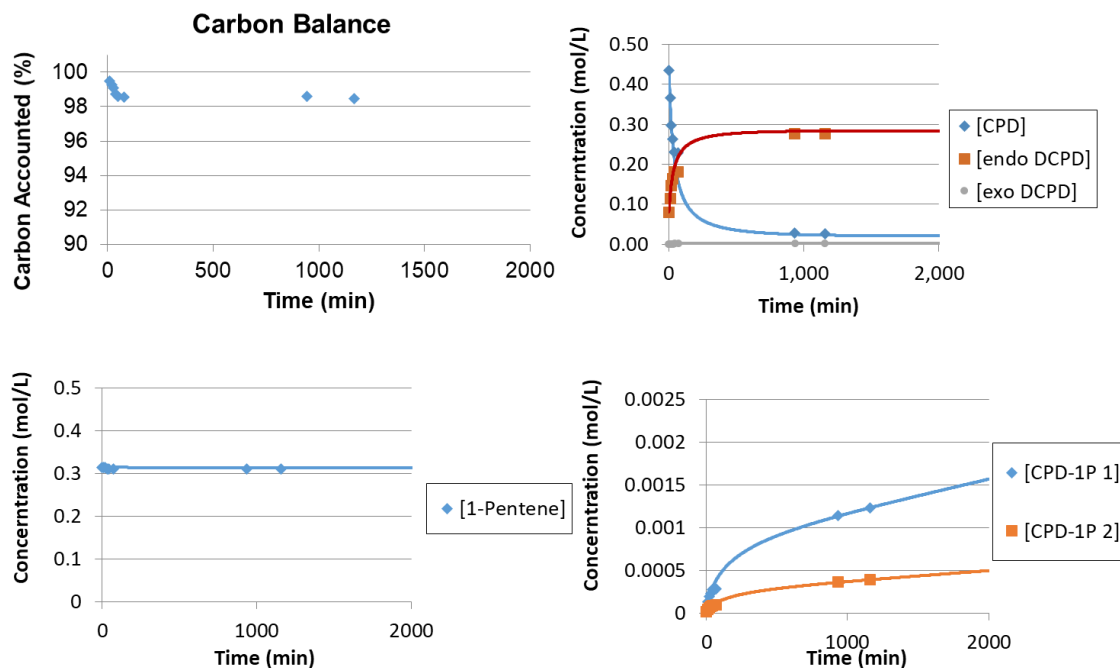 Carbon Balance
Carbon Accounted (%)
100
98
96
94
92
90
0 500 1000 1500 2000
Time (min)
Concerntration (mol/L)
0.50
0.40
0.30
0.20
0.10
0.00
0 1,000 2,000
Time (min)
[CPD]
[endo DCPD]
[exo DCPD]
Concerntration (mol/L)
0.5
0.4
0.3
0.2
0.1
0
0 1000 2000
Time (min)
[1-Pentene]
Concerntration (mol/L)
0.0025
0.002
0.0015
0.001
0.0005
0
0 1000 2000
Time (min)
[CPD-1P 1]
[CPD-1P 2]